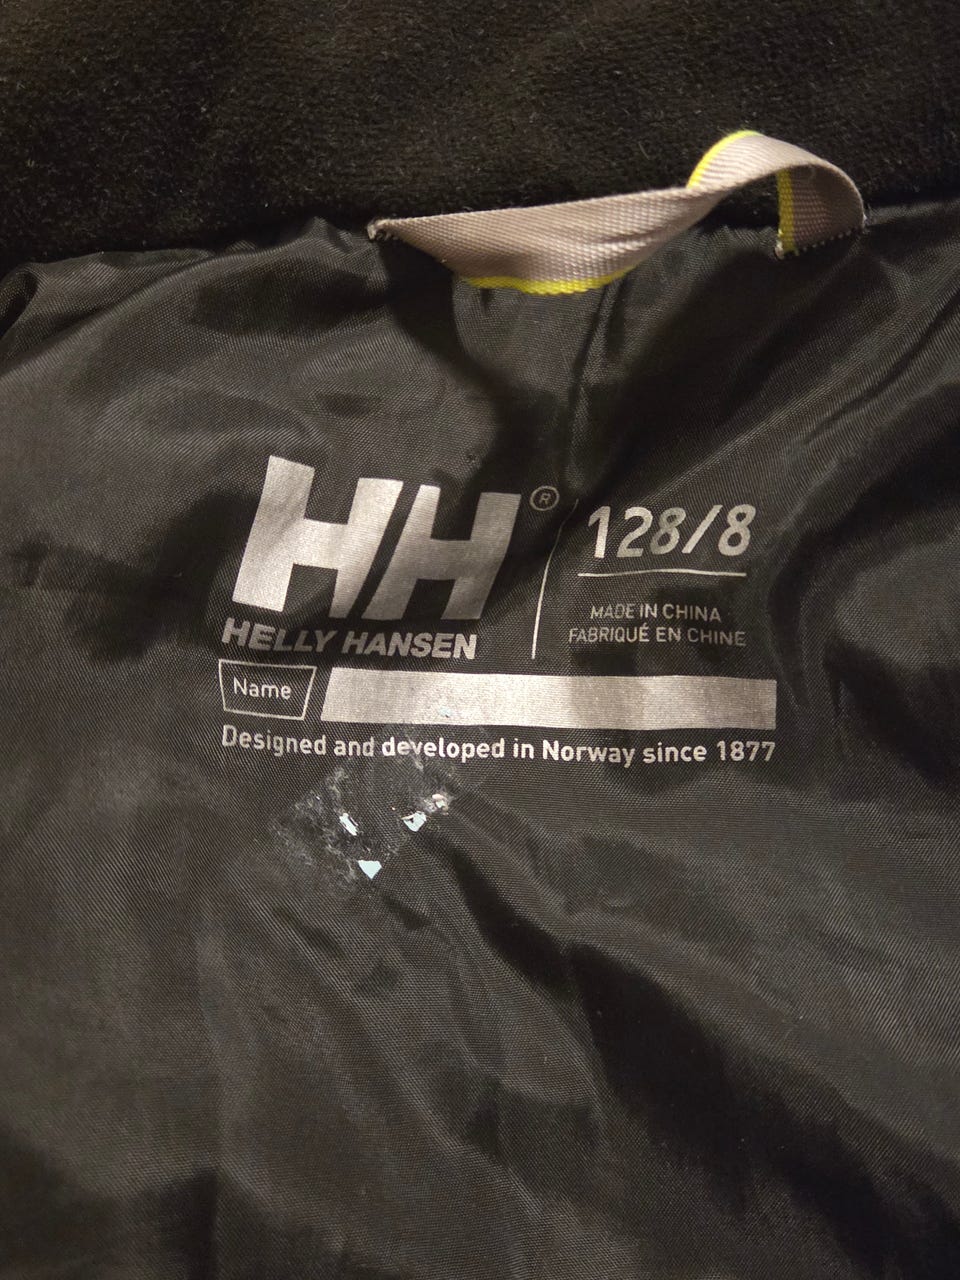 HH®
HELLY HANSEN
128/8
MADE IN CHINA
FABRIQUÉ EN CHINE
Name
Designed and developed in Norway since 1877